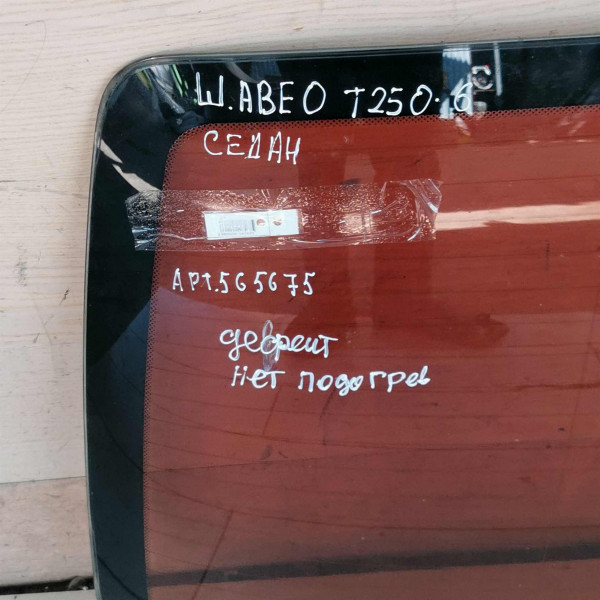 Ш.АВЕО Т250.6
СЕДАН
АРТ.565675
дефект
нет подогрев